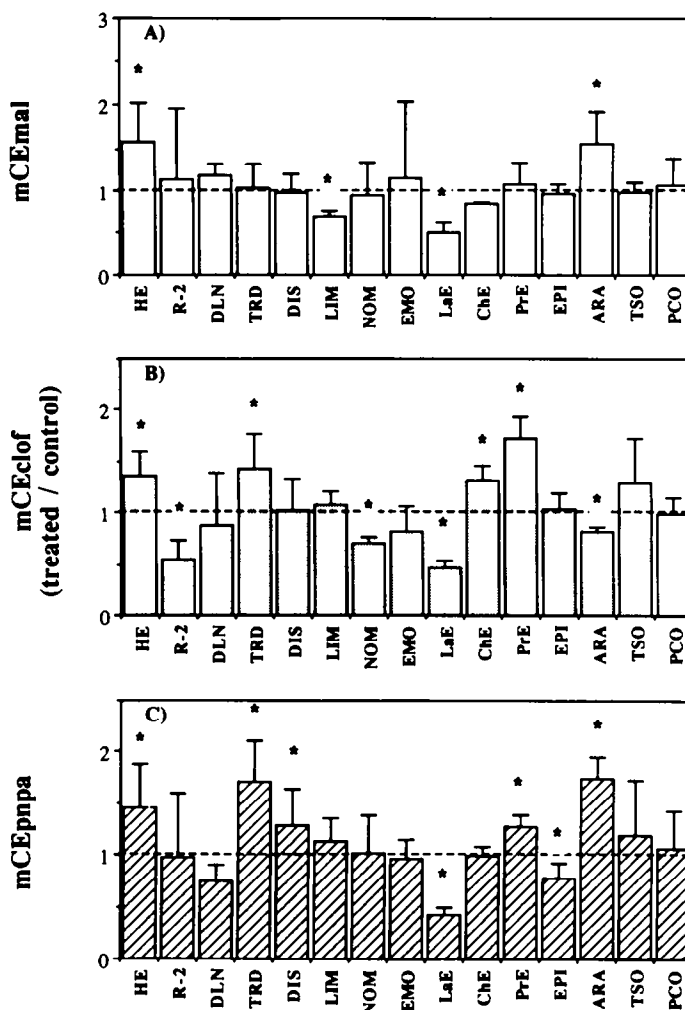 A)
mCEmal
3
2
1
0
* * * *
HE R-2 DLN TRD DIS LIM NOM EMO LaE ChE PrE EPI ARA TSO PCO
B)
mCEclof
(treated / control)
2
1
0
* * * * * * * *
HE R-2 DLN TRD DIS LIM NOM EMO LaE ChE PrE EPI ARA TSO PCO
C)
mCEpnpa
2
1
0
* * * * * * *
HE R-2 DLN TRD DIS LIM NOM EMO LaE ChE PrE EPI ARA TSO PCO